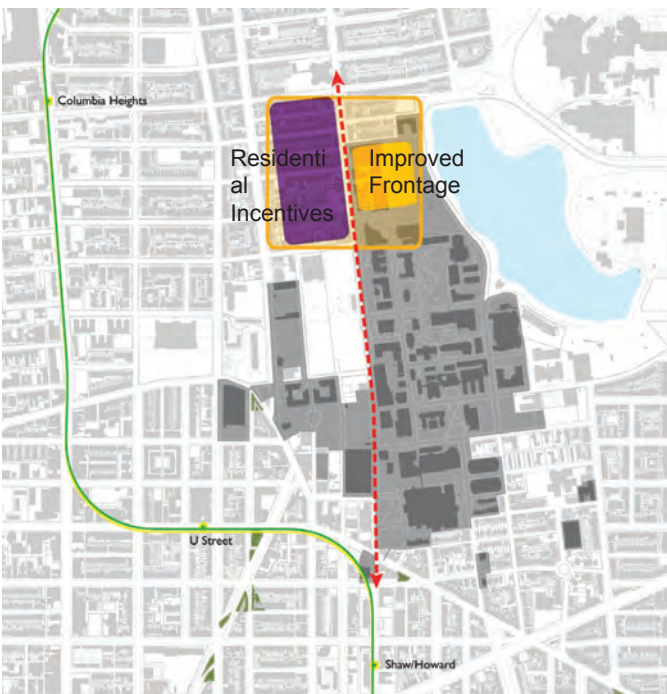 Columbia Heights
Residenti
al
Incentives
Improved
Frontage
U Street
Shaw/Howard